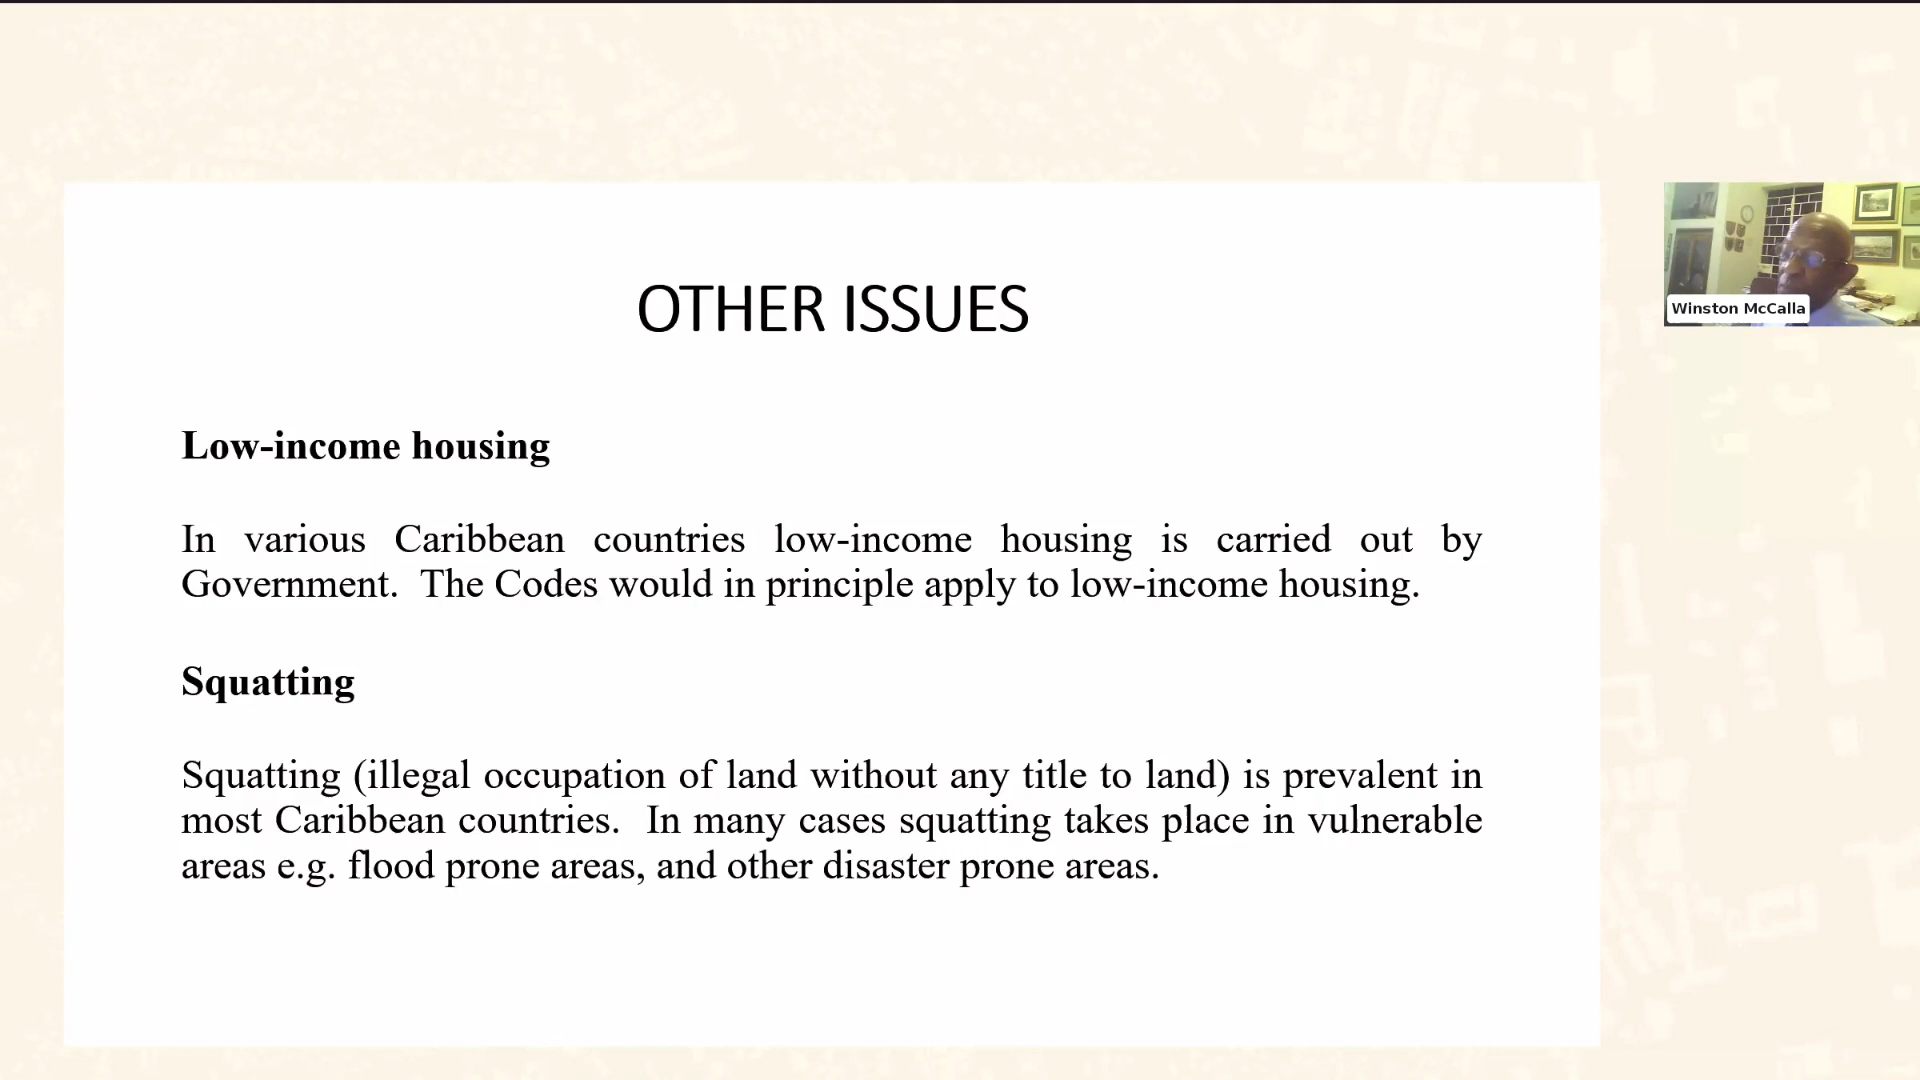 OTHER ISSUES
Winston McCalla
Low-income housing
In various Caribbean countries low-income housing is carried out by
Government.  The Codes would in principle apply to low-income housing.
Squatting
Squatting (illegal occupation of land without any title to land) is prevalent in
most Caribbean countries.  In many cases squatting takes place in vulnerable
areas e.g. flood prone areas, and other disaster prone areas.